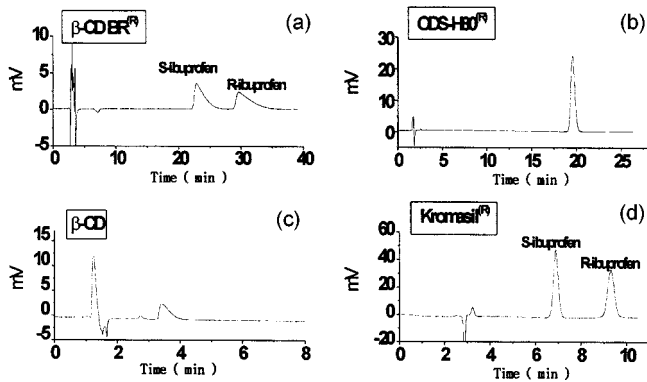 β-CD BR(R)
(a)
S-ibuprofen
R-ibuprofen
mV
10
5
0
-5
0 10 20 30 40
Time ( min )
ODS-H80(R)
(b)
mV
30
20
10
0
0 5 10 15 20 25
Time ( min )
β-CD
(c)
mV
15
10
5
0
-5
0 2 4 6 8
Time ( min )
Kromasil(R)
(d)
S-ibuprofen
R-ibuprofen
mV
60
40
20
0
-20
0 2 4 6 8 10
Time ( min )